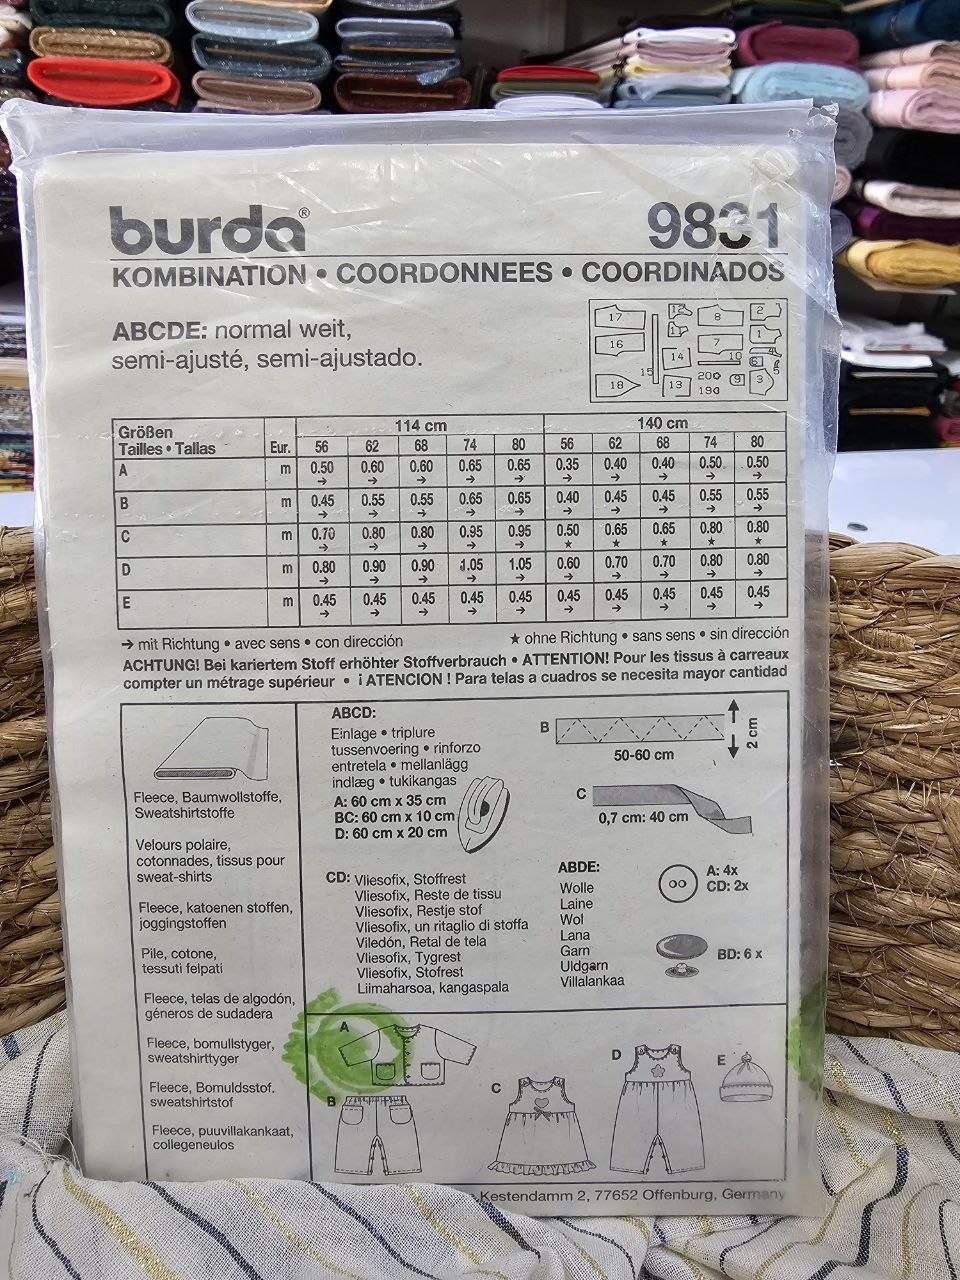 burda®
9831
KOMBINATION • COORDONNEES • COORDINADOS
ABCDE: normal weit,
semi-ajusté, semi-ajustado.
17 12 8 2
11 1
16 7 4
14 10 6 5
15 20 9 3
18 13 19
Größen 114 cm 140 cm
Tailles • Tallas Eur. 56 62 68 74 80 56 62 68 74 80
A m 0.50 0.60 0.60 0.65 0.65 0.35 0.40 0.40 0.50 0.50
→ → → → → → → → → →
B m 0.45 0.55 0.55 0.65 0.65 0.40 0.45 0.45 0.55 0.55
→ → → → → → → → → →
C m 0.70 0.80 0.80 0.95 0.95 0.50 0.65 0.65 0.80 0.80
→ → → → → ★ ★ ★ ★ ★
D m 0.80 0.90 0.90 1.05 1.05 0.60 0.70 0.70 0.80 0.80
→ → → → → → → → → →
E m 0.45 0.45 0.45 0.45 0.45 0.45 0.45 0.45 0.45 0.45
→ → → → → → → → → →
→ mit Richtung • avec sens • con dirección ★ ohne Richtung • sans sens • sin dirección
ACHTUNG! Bei kariertem Stoff erhöhter Stoffverbrauch • ATTENTION! Pour les tissus à carreaux
compter un métrage supérieur • ¡ ATENCION ! Para telas a cuadros se necesita mayor cantidad
Fleece, Baumwollstoffe,
Sweatshirtstoffe
Velours polaire,
cotonnades, tissus pour
sweat-shirts
Fleece, katoenen stoffen,
joggingstoffen
Pile, cotone,
tessuti felpati
Fleece, telas de algodón,
géneros de sudadera
Fleece, bomullstyger,
sweatshirttyger
Fleece, Bomuldsstof.
sweatshirtstof
Fleece, puuvillakankaat,
collegeneulos
ABCD:
Einlage • triplure
tussenvoering • rinforzo
entretela • mellanlägg
indlæg • tukikangas
A: 60 cm x 35 cm
BC: 60 cm x 10 cm
D: 60 cm x 20 cm
B
50-60 cm
2 cm
C
0,7 cm: 40 cm
CD: Vliesofix, Stoffrest
Vliesofix, Reste de tissu
Vliesofix, Restje stof
Vliesofix, un ritaglio di stoffa
Viledón, Retal de tela
Vliesofix, Tygrest
Vliesofix, Stofrest
Liimaharsoa, kangaspala
ABDE:
Wolle
Laine
Wol
Lana
Garn
Uldgarn
Villalankaa
A: 4x
CD: 2x
BD: 6 x
A
B
C
D
E
Kestendamm 2, 77652 Offenburg, Germany